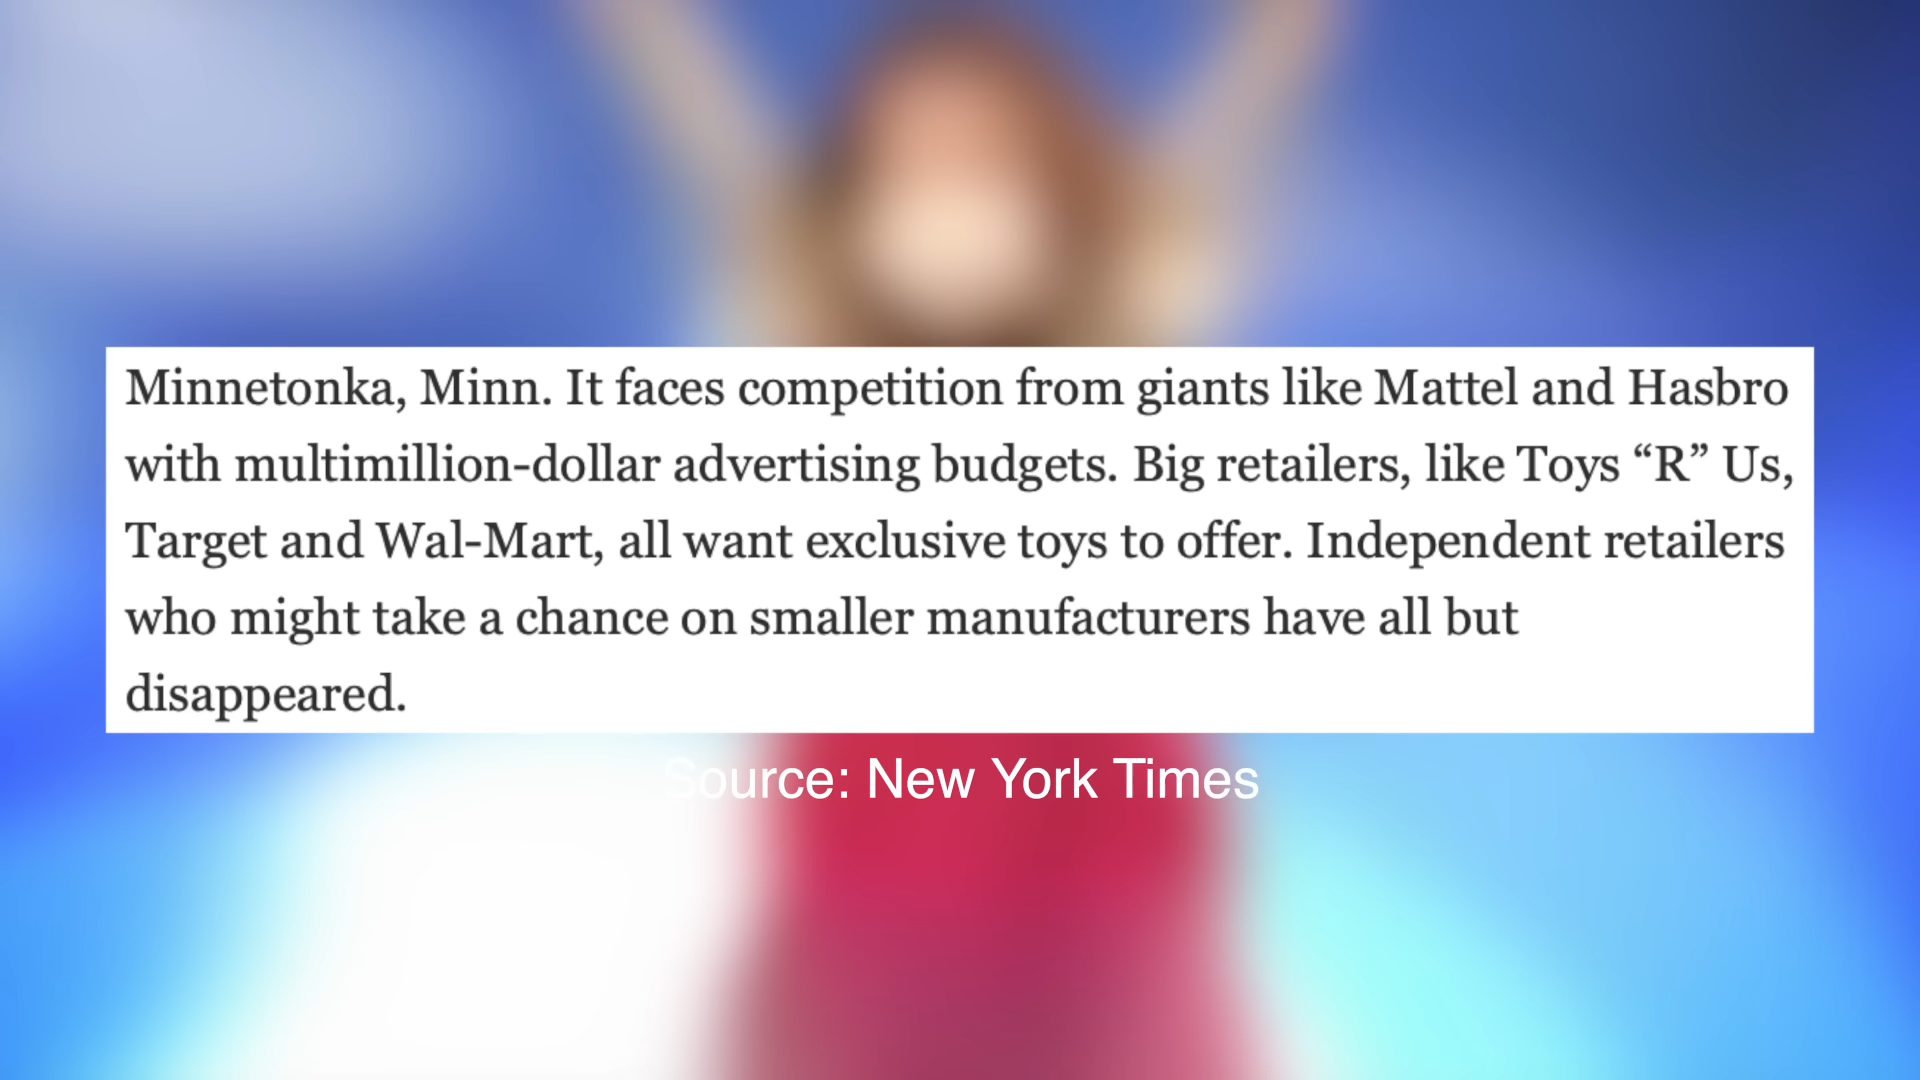 Minnetonka, Minn. It faces competition from giants like Mattel and Hasbro
with multimillion-dollar advertising budgets. Big retailers, like Toys “R” Us,
Target and Wal-Mart, all want exclusive toys to offer. Independent retailers
who might take a chance on smaller manufacturers have all but
disappeared.
Source: New York Times